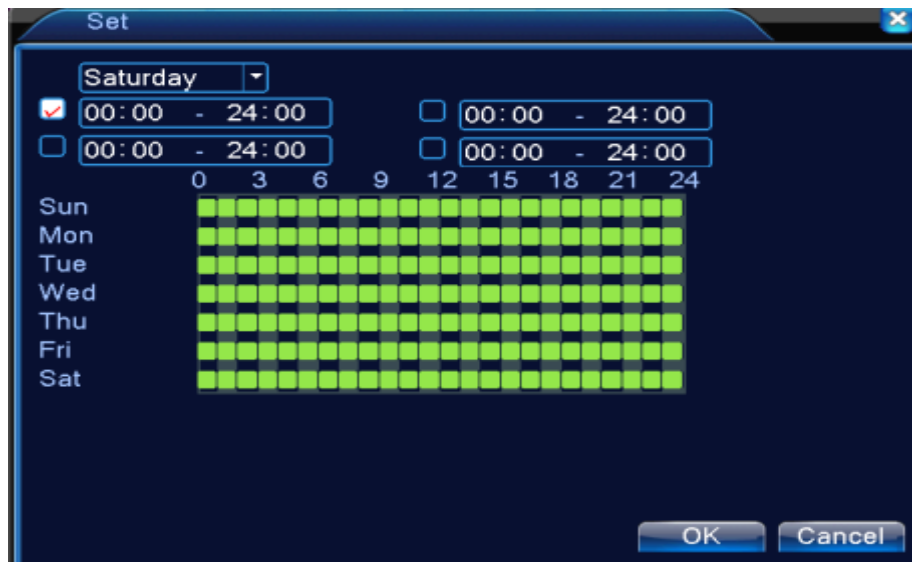 Set
Saturday
00:00 - 24:00 00:00 - 24:00
00:00 - 24:00 00:00 - 24:00
0 3 6 9 12 15 18 21 24
Sun
Mon
Tue
Wed
Thu
Fri
Sat
OK Cancel